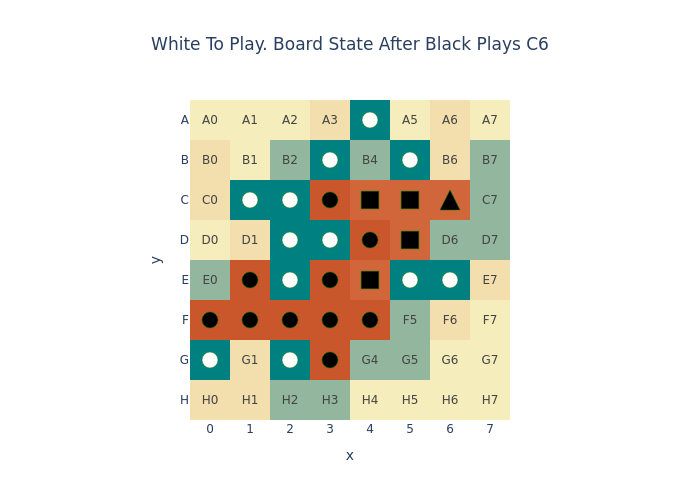 White To Play. Board State After Black Plays C6
A A0 A1 A2 A3 A5 A6 A7
B B0 B1 B2 B4 B6 B7
C C0 C7
D D0 D1 D6 D7
E E0 E7
F F5 F6 F7
G G1 G4 G5 G6 G7
H H0 H1 H2 H3 H4 H5 H6 H7
0 1 2 3 4 5 6 7
x
y